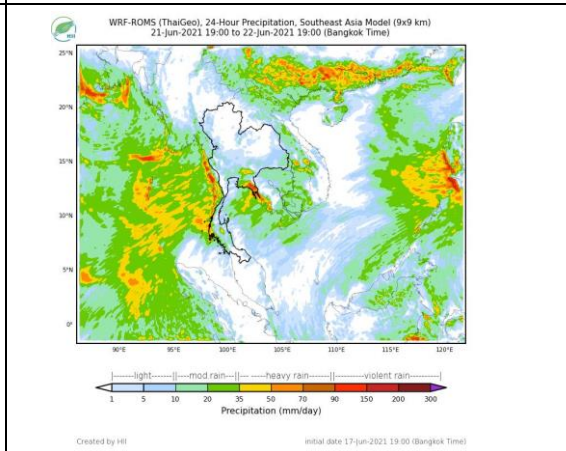 WRF-ROMS (ThaiGeo), 24-Hour Precipitation, Southeast Asia Model (9x9 km)
21-Jun-2021 19:00 to 22-Jun-2021 19:00 (Bangkok Time)
25°N
20°N
15°N
10°N
5°N
0°
90°E 95°E 100°E 105°E 110°E 115°E 120°E
|-------light-------||----mod.rain---||--- -----heavy rain-------||---------violent rain---------|
1 5 10 20 35 50 70 90 150 200 300
Precipitation (mm/day)
Created by HII initial date 17-Jun-2021 19:00 (Bangkok Time)